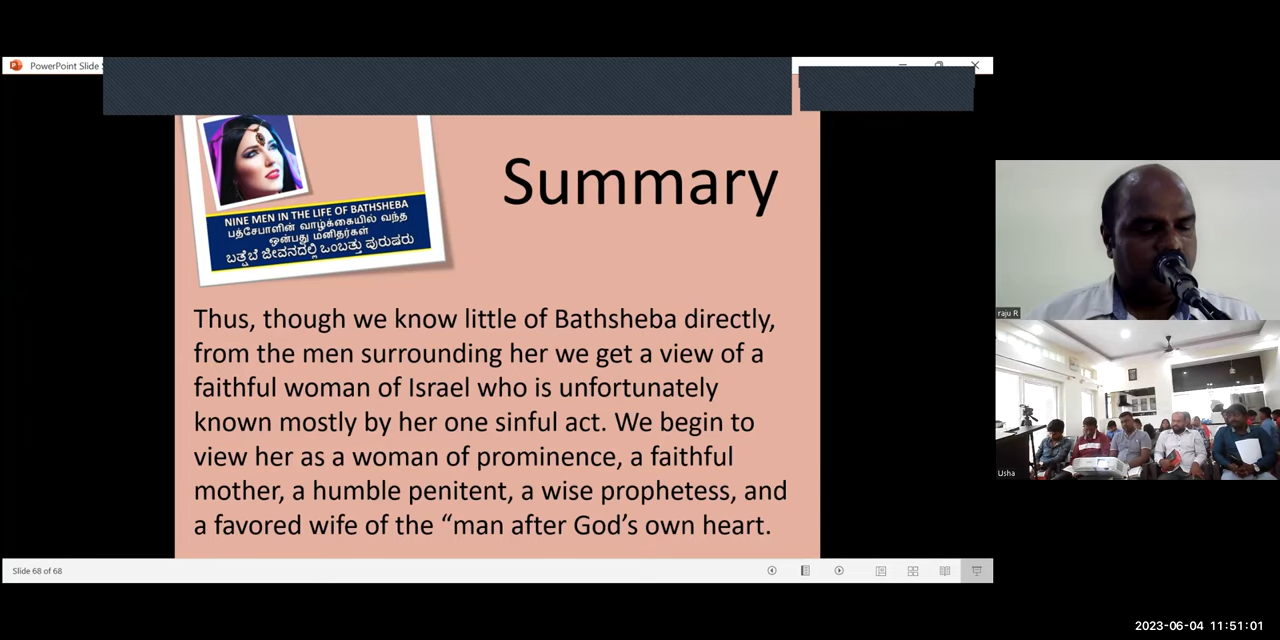 PowerPoint Slide S
Summary
NINE MEN IN THE LIFE OF BATHSHEBA
பத்சேபாளின் வாழ்க்கையில் வந்த
ஒன்பது மனிதர்கள்
ಬತ್ಷೆಬೆ ಜೀವನದಲ್ಲಿ ಒಂಬತ್ತು ಪುರುಷರು
Thus, though we know little of Bathsheba directly,
from the men surrounding her we get a view of a
faithful woman of Israel who is unfortunately
known mostly by her one sinful act. We begin to
view her as a woman of prominence, a faithful
mother, a humble penitent, a wise prophetess, and
a favored wife of the “man after God’s own heart.
Slide 68 of 68
raju R
Usha
2023-06-04 11:51:01